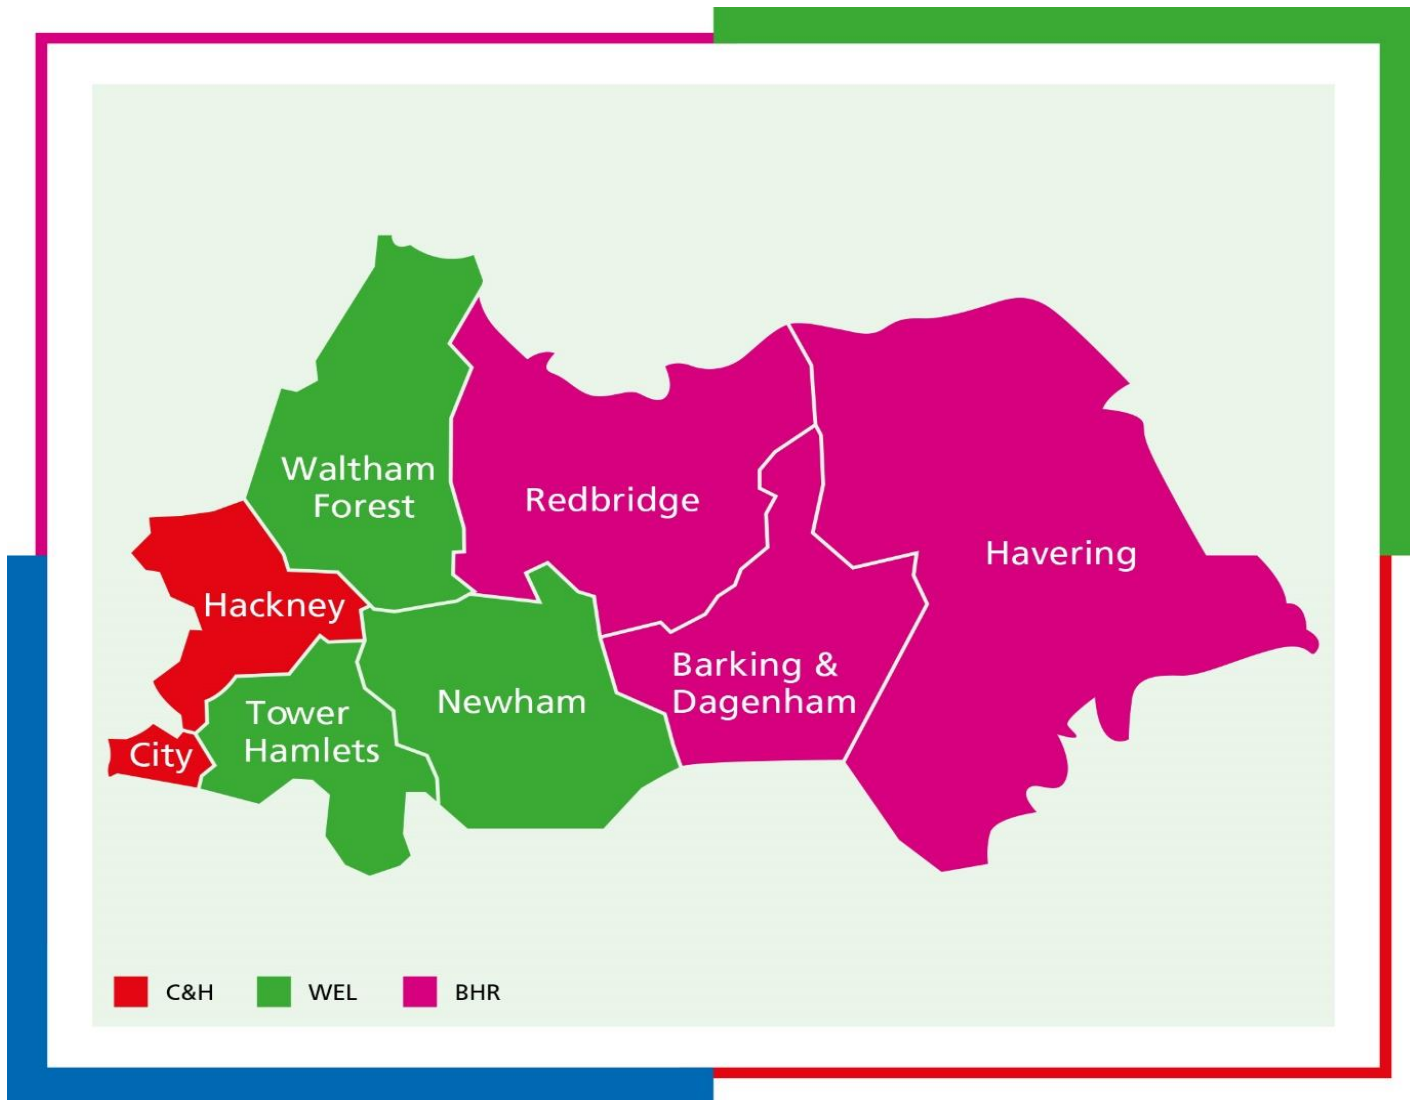 Waltham
Forest
Redbridge
Havering
Hackney
Barking &
Dagenham
Newham
Tower
Hamlets
City
C&H
WEL
BHR